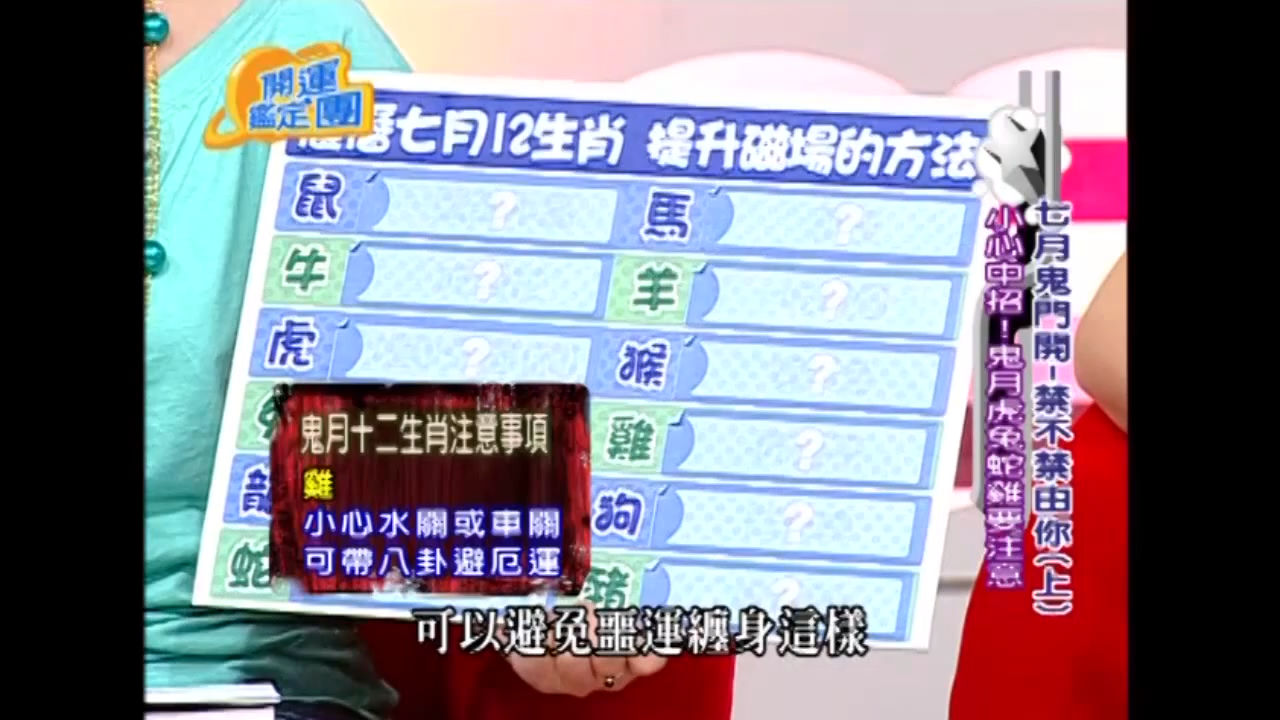 開運
鑑定團
曆七月12生肖 提升磁場的方法
鼠 ?
馬 ?
牛 ?
羊 ?
虎 ?
猴 ?
雞 ?
龍
狗 ?
蛇
豬 ?
鬼月十二生肖注意事項
雞
小心水關或車關
可帶八卦避厄運
七月鬼門開-禁不禁由你(上)
小心中招!鬼月虎兔蛇雞要注意
可以避免噩運纏身這樣